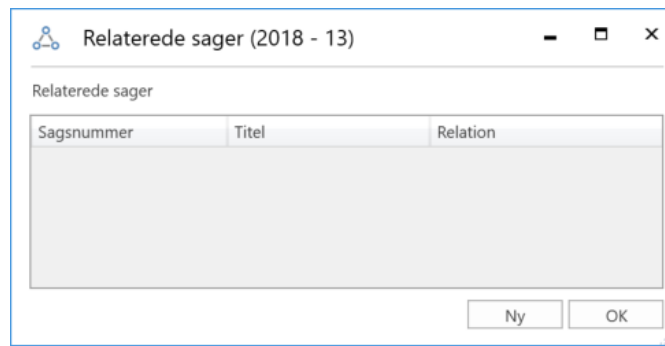 Relaterede sager (2018 - 13)
Relaterede sager
Sagsnummer Titel Relation
Ny OK